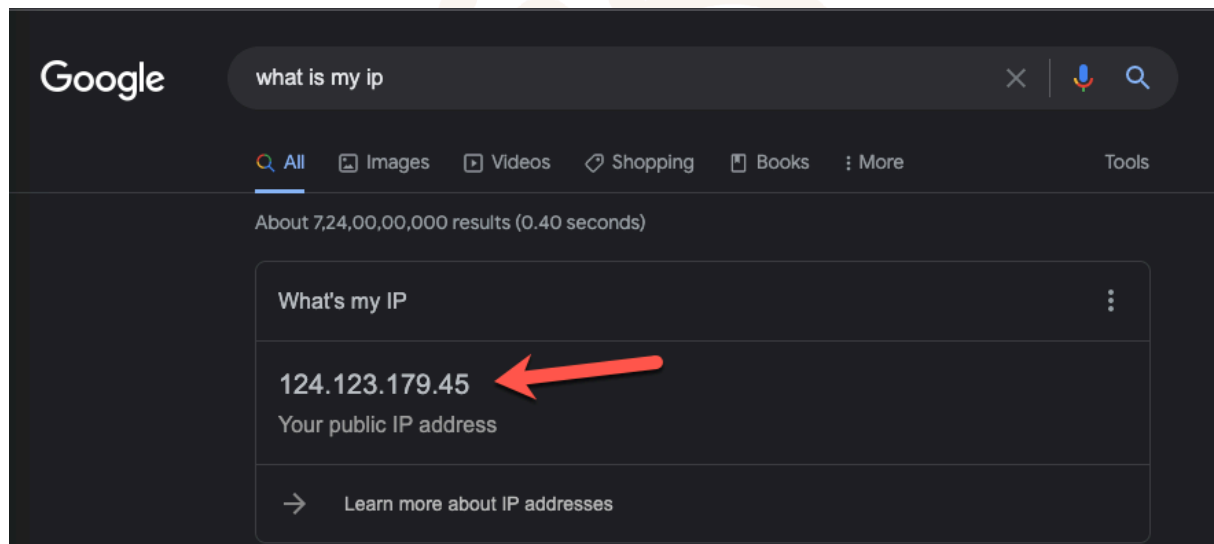 Google
what is my ip
All Images Videos Shopping Books More Tools
About 7,24,00,00,000 results (0.40 seconds)
What's my IP
124.123.179.45
Your public IP address
Learn more about IP addresses